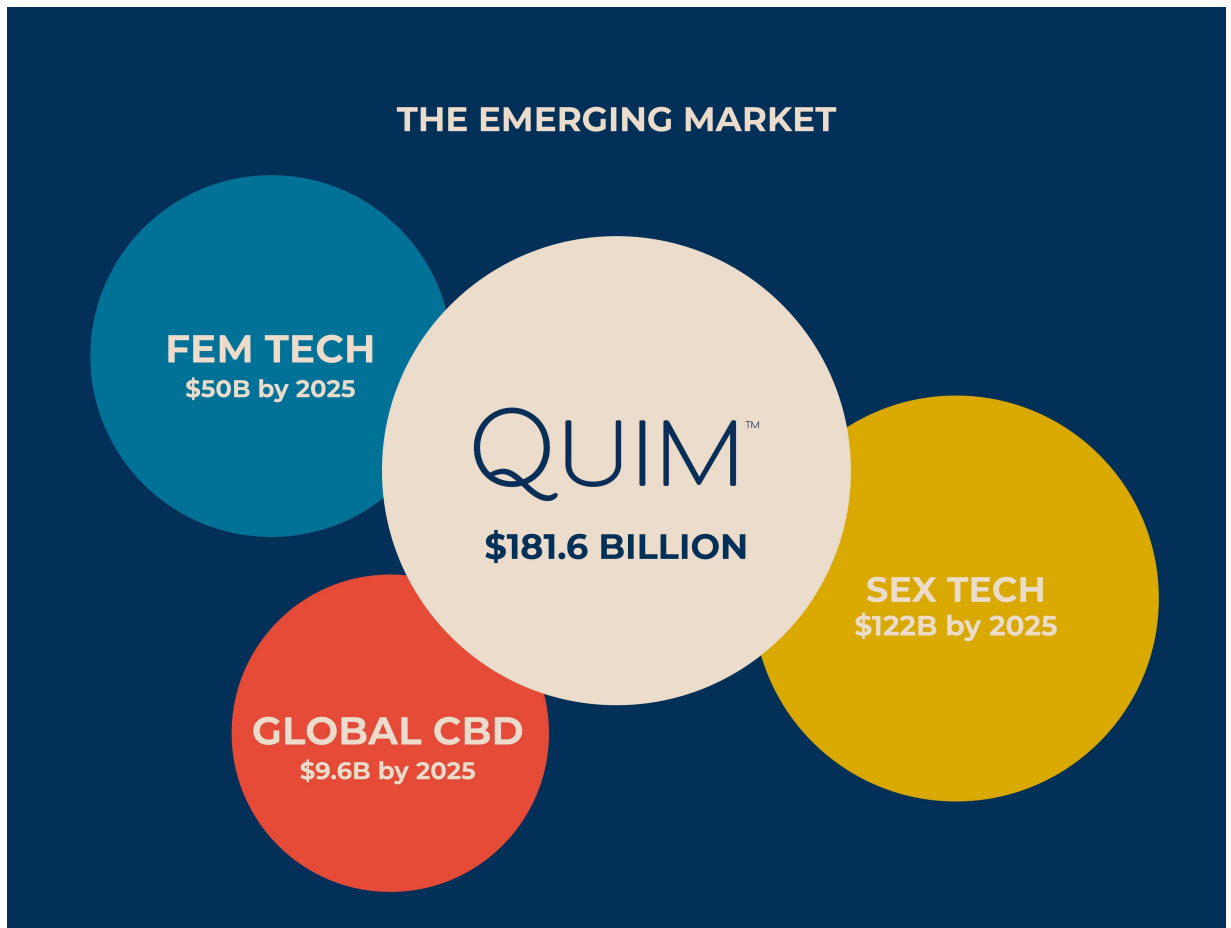 THE EMERGING MARKET
FEM TECH
$50B by 2025
QUIM™
$181.6 BILLION
SEX TECH
$122B by 2025
GLOBAL CBD
$9.6B by 2025